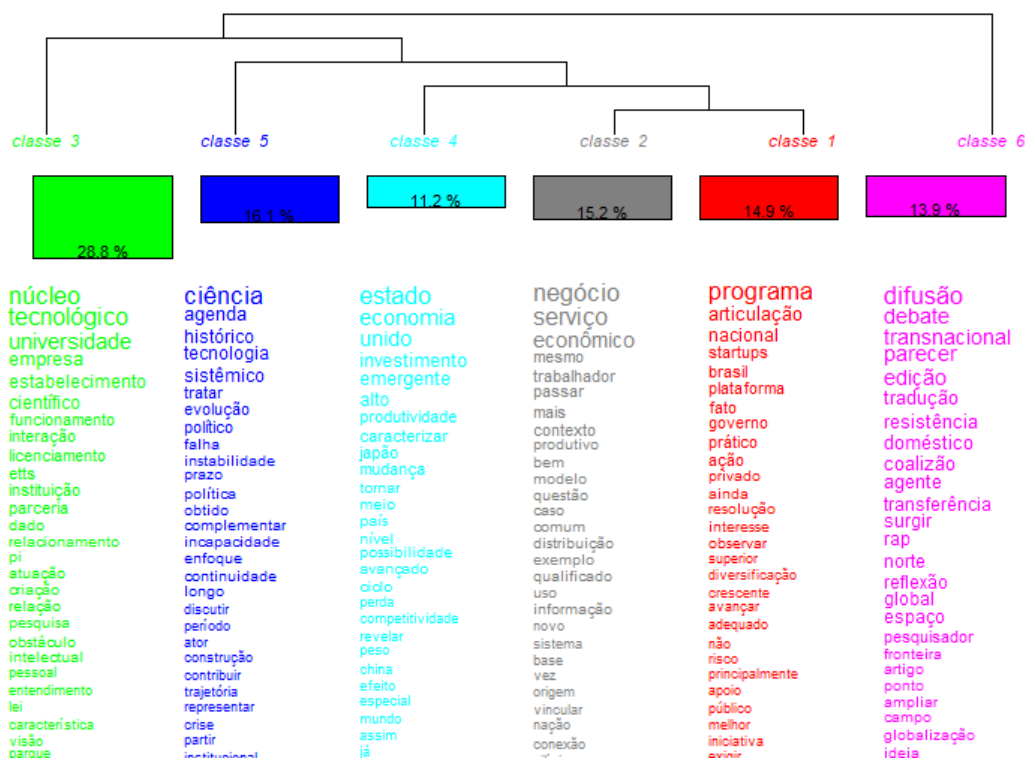 classe 3
classe 5
classe 4
classe 2
classe 1
classe 6
28.8 %
16.1 %
11.2 %
15.2 %
14.9 %
13.9 %
núcleo
tecnológico
universidade
empresa
estabelecimento
científico
funcionamento
interação
licenciamento
etts
instituição
parceria
dado
relacionamento
pi
atuação
criação
relação
pesquisa
obstáculo
intelectual
pessoal
entendimento
lei
característica
visão
parque
ciência
agenda
histórico
tecnologia
sistêmico
tratar
evolução
político
falha
instabilidade
prazo
política
obtido
complementar
incapacidade
enfoque
continuidade
longo
discutir
período
ator
construção
contribuir
trajetória
representar
crise
partir
institucional
estado
economia
unido
investimento
emergente
alto
produtividade
caracterizar
japão
mudança
tornar
meio
país
nível
possibilidade
avançado
ciclo
perda
competitividade
revelar
peso
china
efeito
especial
mundo
assim
já
negócio
serviço
econômico
mesmo
trabalhador
passar
mais
contexto
produtivo
bem
modelo
questão
caso
comum
distribuição
exemplo
qualificado
uso
informação
novo
sistema
base
vez
origem
vincular
nação
conexão
programa
articulação
nacional
startups
brasil
plataforma
fato
governo
prático
ação
privado
ainda
resolução
interesse
observar
superior
diversificação
crescente
avançar
adequado
não
risco
principalmente
apoio
público
melhor
iniciativa
exigir
difusão
debate
transnacional
parecer
edição
tradução
resistência
doméstico
coalizão
agente
transferência
surgir
rap
norte
reflexão
global
espaço
pesquisador
fronteira
artigo
ponto
ampliar
campo
globalização
ideia